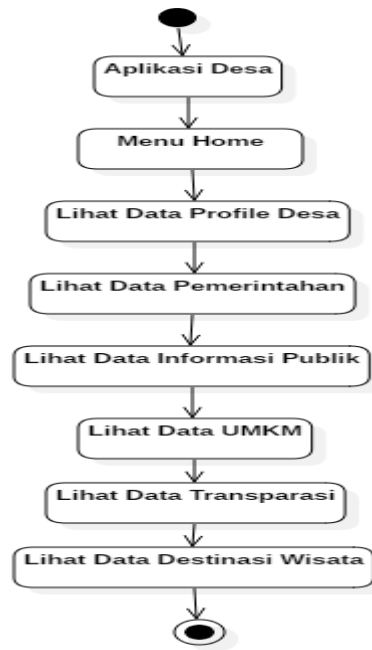 Aplikasi Desa
Menu Home
Lihat Data Profile Desa
Lihat Data Pemerintahan
Lihat Data Informasi Publik
Lihat Data UMKM
Lihat Data Transparasi
Lihat Data Destinasi Wisata